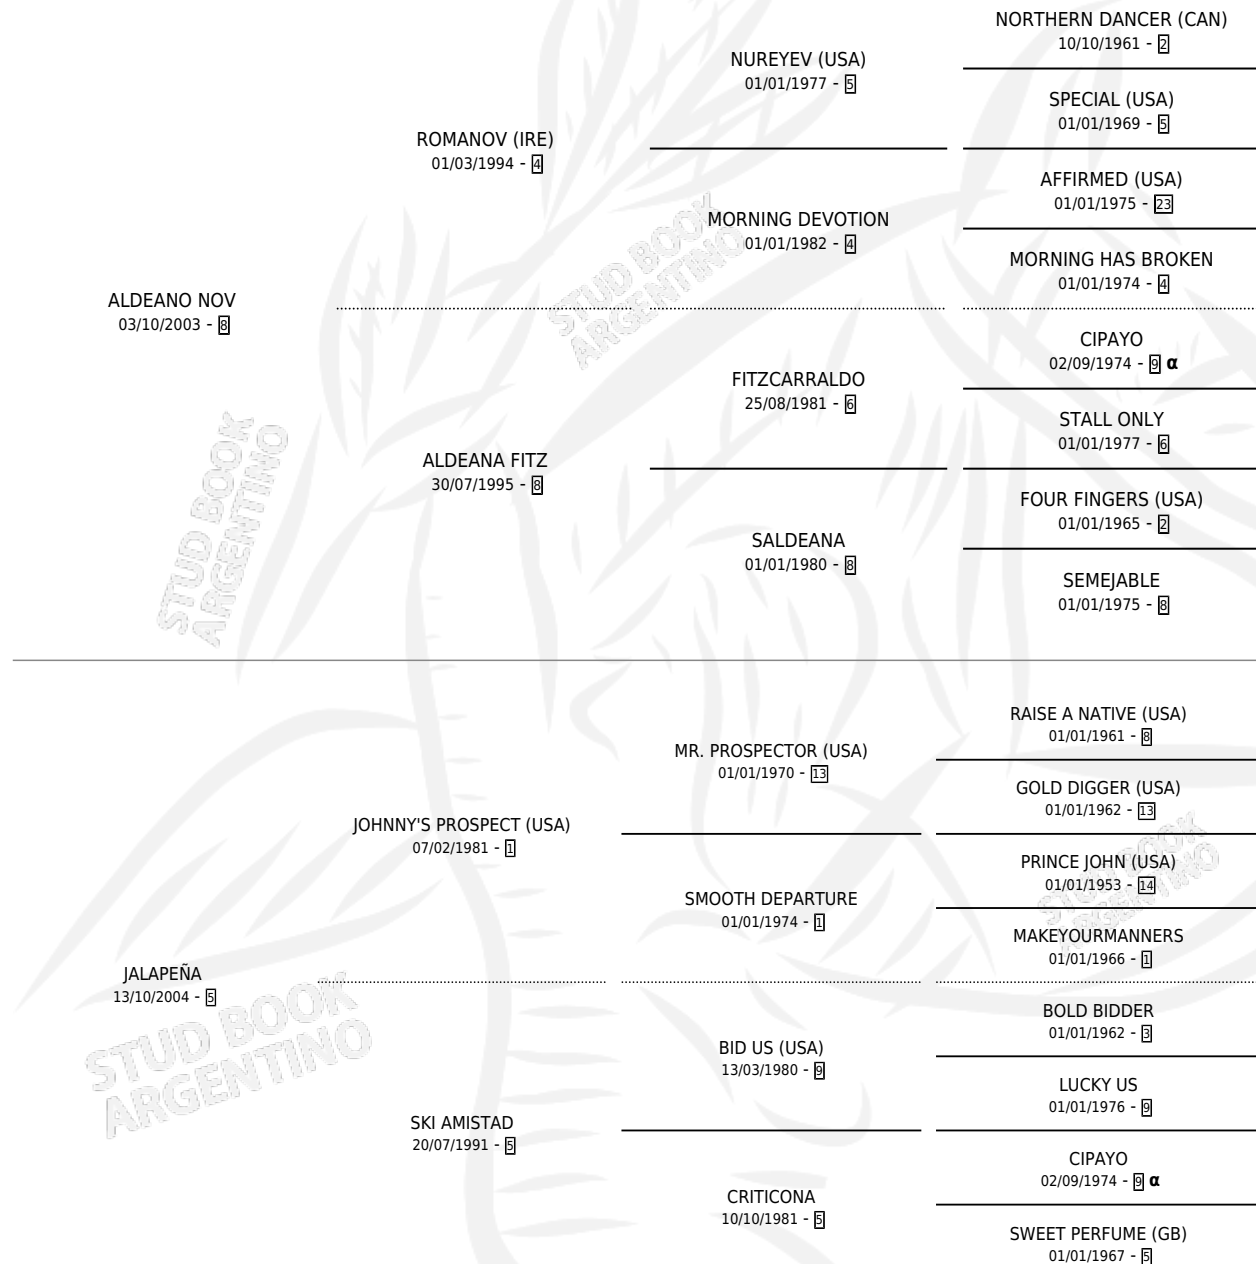 NORTHERN DANCER (CAN)
10/10/1961 - 2
NUREYEV (USA)
01/01/1977 - 5
SPECIAL (USA)
01/01/1969 - 5
ROMANOV (IRE)
01/03/1994 - 4
AFFIRMED (USA)
01/01/1975 - 23
MORNING DEVOTION
01/01/1982 - 4
MORNING HAS BROKEN
01/01/1974 - 4
ALDEANO NOV
03/10/2003 - 8
CIPAYO
02/09/1974 - 9 α
FITZCARRALDO
25/08/1981 - 6
STALL ONLY
01/01/1977 - 6
ALDEANA FITZ
30/07/1995 - 8
FOUR FINGERS (USA)
01/01/1965 - 2
SALDEANA
01/01/1980 - 8
SEMEJABLE
01/01/1975 - 8
RAISE A NATIVE (USA)
01/01/1961 - 8
MR. PROSPECTOR (USA)
01/01/1970 - 13
GOLD DIGGER (USA)
01/01/1962 - 13
JOHNNY'S PROSPECT (USA)
07/02/1981 - 1
PRINCE JOHN (USA)
01/01/1953 - 14
SMOOTH DEPARTURE
01/01/1974 - 1
MAKEYOURMANNERS
01/01/1966 - 1
JALAPEÑA
13/10/2004 - 5
BOLD BIDDER
01/01/1962 - 3
BID US (USA)
13/03/1980 - 9
LUCKY US
01/01/1976 - 9
SKI AMISTAD
20/07/1991 - 5
CIPAYO
02/09/1974 - 9 α
CRITICONA
10/10/1981 - 5
SWEET PERFUME (GB)
01/01/1967 - 5
STUD BOOK
ARGENTINO
STUD BOOK
ARGENTINO
STUD BOOK
ARGENTINO
STUD BOOK
ARGENTINO